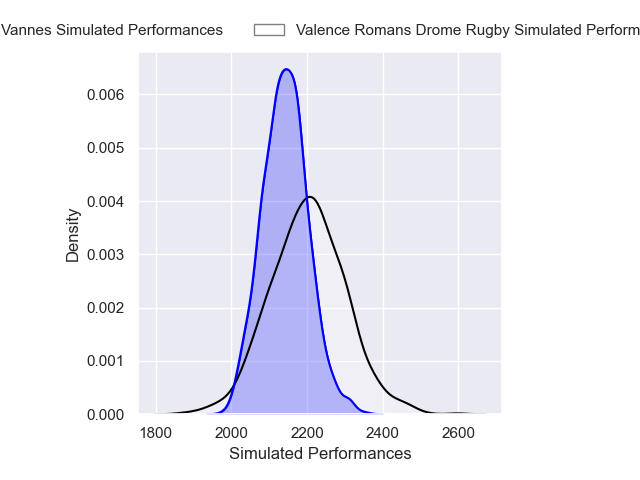 Vannes Simulated Performances
Valence Romans Drome Rugby Simulated Perform
0.006
0.005
0.004
0.003
0.002
0.001
0.000
Density
1800 2000 2200 2400 2600
Simulated Performances